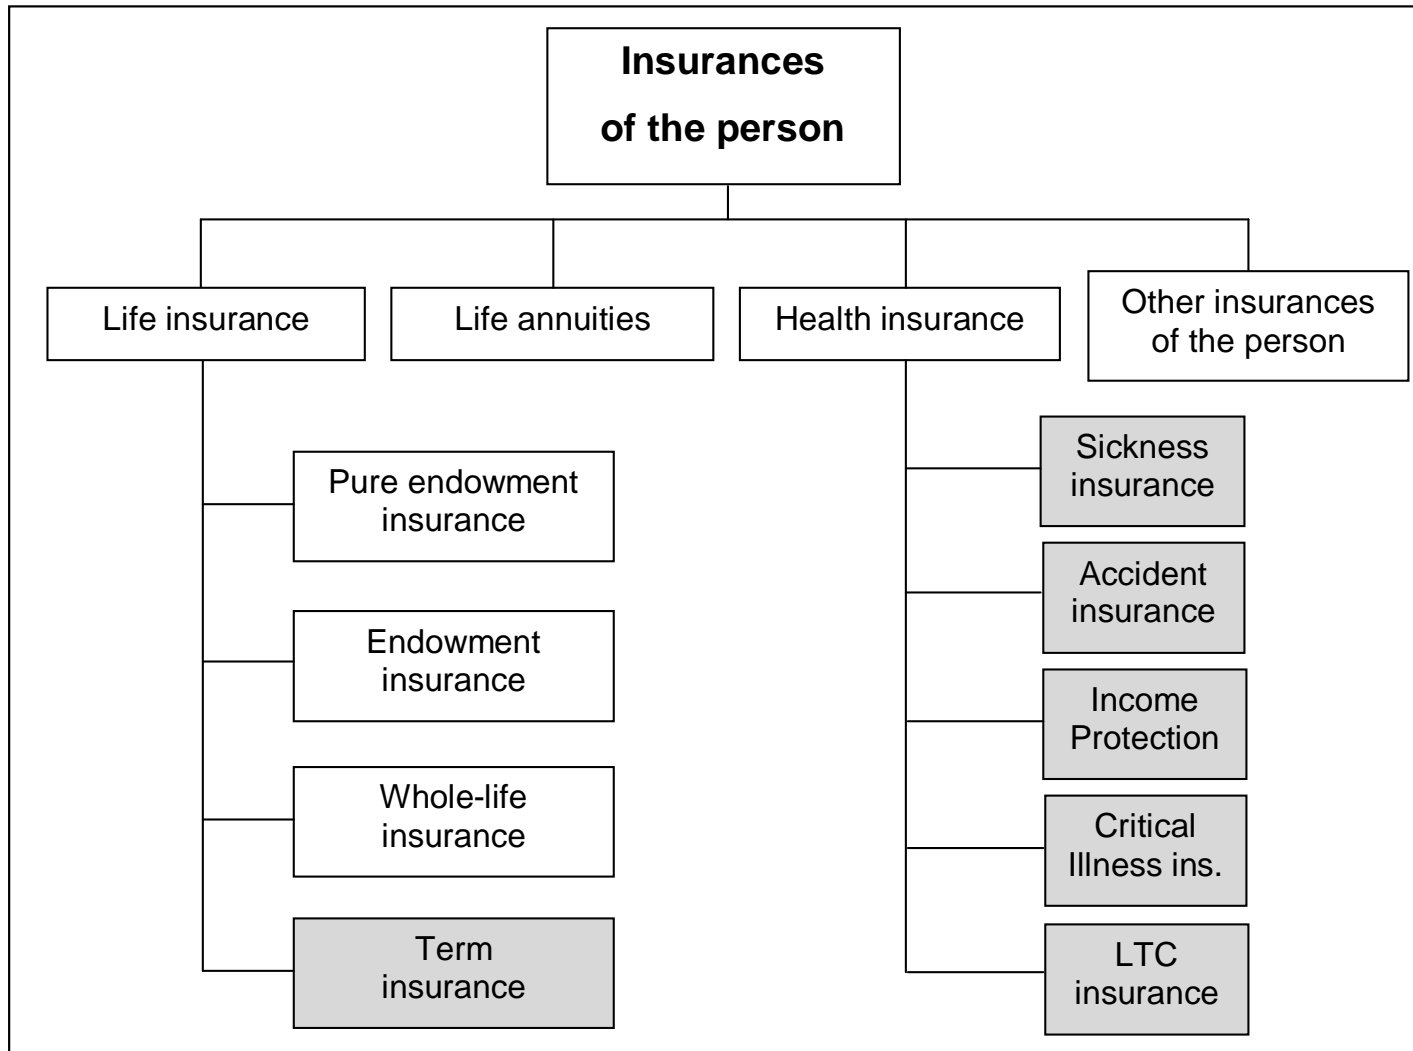 Insurances
of the person
Life insurance
Life annuities
Health insurance
Other insurances
of the person
Pure endowment
insurance
Endowment
insurance
Whole-life
insurance
Term
insurance
Sickness
insurance
Accident
insurance
Income
Protection
Critical
Illness ins.
LTC
insurance